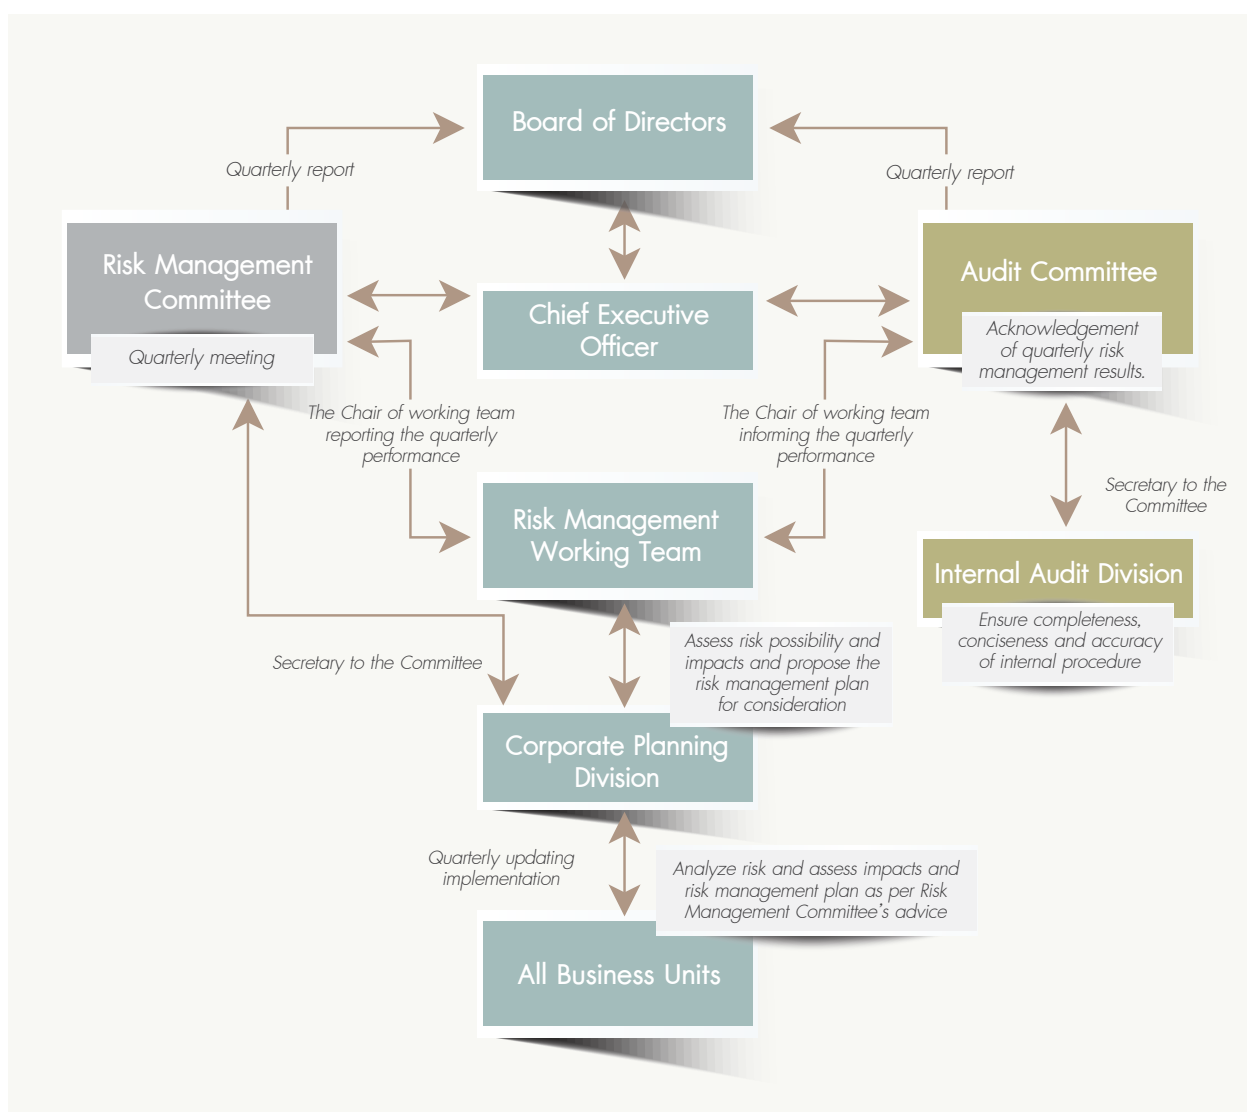 Board of Directors
Quarterly report
Quarterly report
Risk Management
Committee
Quarterly meeting
Chief Executive
Officer
Audit Committee
Acknowledgement
of quarterly risk
management results.
The Chair of working team
reporting the quarterly
performance
The Chair of working team
informing the quarterly
performance
Secretary to the
Committee
Risk Management
Working Team
Internal Audit Division
Ensure completeness,
conciseness and accuracy
of internal procedure
Secretary to the Committee
Assess risk possibility and
impacts and propose the
risk management plan
for consideration
Corporate Planning
Division
Quarterly updating
implementation
Analyze risk and assess impacts and
risk management plan as per Risk
Management Committee’s advice
All Business Units